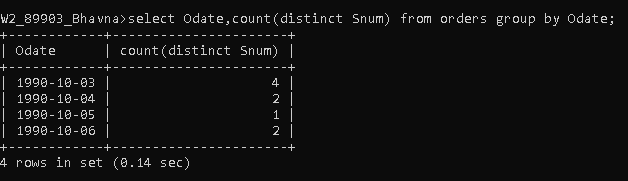 W2_89903_Bhavna>select Odate,count(distinct Snum) from orders group by Odate;
+------------+----------------------+
| Odate      | count(distinct Snum) |
+------------+----------------------+
| 1990-10-03 |                    4 |
| 1990-10-04 |                    2 |
| 1990-10-05 |                    1 |
| 1990-10-06 |                    2 |
+------------+----------------------+
4 rows in set (0.14 sec)